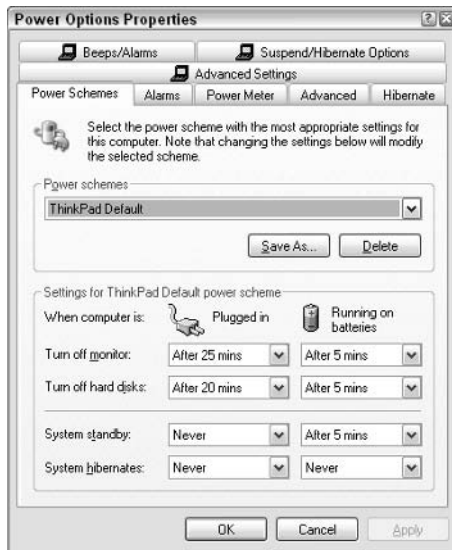 Power Options Properties
Beeps/Alarms Suspend/Hibernate Options
Advanced Settings
Power Schemes Alarms Power Meter Advanced Hibernate
Select the power scheme with the most appropriate settings for
this computer. Note that changing the settings below will modify
the selected scheme.
Power schemes
ThinkPad Default
Save As... Delete
Settings for ThinkPad Default power scheme
When computer is: Plugged in Running on
batteries
Turn off monitor: After 25 mins After 5 mins
Turn off hard disks: After 20 mins After 5 mins
System standby: Never After 5 mins
System hibernates: Never Never
OK Cancel Apply